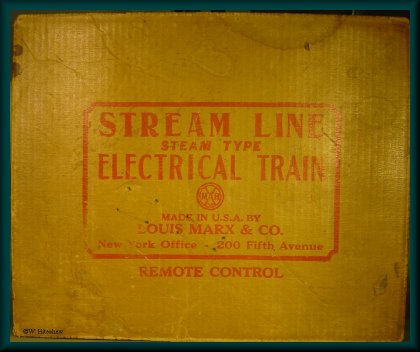 STREAM LINE
STEAM TYPE
ELECTRICAL TRAIN
MAR
MADE IN U.S.A. BY
LOUIS MARX & CO.
New York Office - 200 Fifth Avenue
REMOTE CONTROL